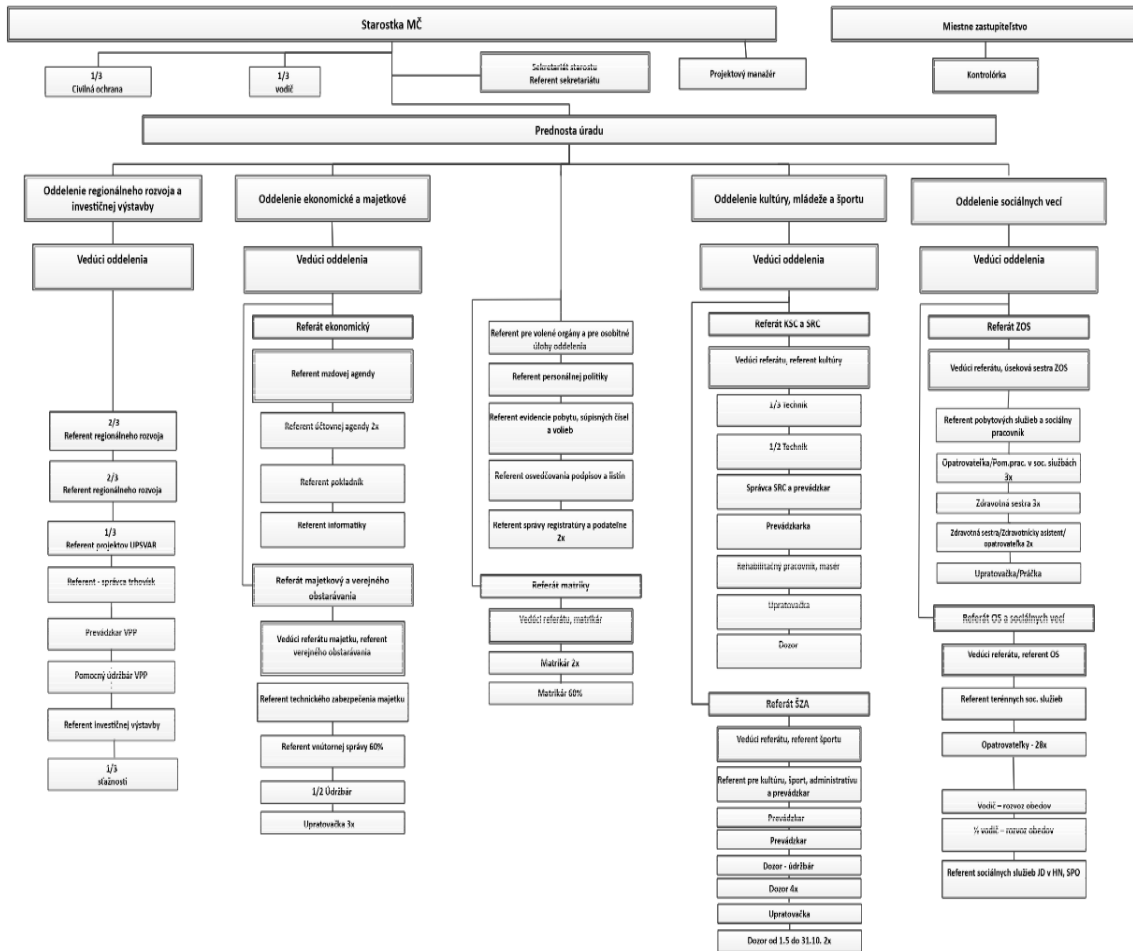 Starostka MČ
Miestne zastupiteľstvo
1/3
Civilná ochrana
1/3
vodič
Sekretariát starostu
Referent sekretariátu
Projektový manažér
Kontrolórka
Prednosta úradu
Oddelenie regionálneho rozvoja a
investičnej výstavby
Vedúci oddelenia
2/3
Referent regionálneho rozvoja
2/3
Referent regionálneho rozvoja
1/3
Referent projektov UPSVAR
Referent - správca trhovísk
Prevádzkar VPP
Pomocný údržbár VPP
Referent investičnej výstavby
1/3
sťažností
Oddelenie ekonomické a majetkové
Vedúci oddelenia
Referát ekonomický
Referent mzdovej agendy
Referent účtovnej agendy 2x
Referent pokladník
Referent informatiky
Referát majetkový a verejného
obstarávania
Vedúci referátu majetku, referent
verejného obstarávania
Referent technického zabezpečenia majetku
Referent vnútornej správy 60%
1/2 Údržbár
Upratovačka 3x
Referent pre volené orgány a pre osobitné
úlohy oddelenia
Referent personálnej politiky
Referent evidencie pobytu, súpisných čísel
a volieb
Referent osvedčovania podpisov a listín
Referent správy registratúry a podateľne
2x
Referát matriky
Vedúci referátu, matrikár
Matrikár 2x
Matrikár 60%
Oddelenie kultúry, mládeže a športu
Vedúci oddelenia
Referát KSC a SRC
Vedúci referátu, referent kultúry
1/3 Technik
1/2 Technik
Správca SRC a prevádzkar
Prevádzkarka
Rehabilitačný pracovník, masér
Upratovačka
Dozor
Referát ŠZA
Vedúci referátu, referent športu
Referent pre kultúru, šport, administratívu
a prevádzkar
Prevádzkar
Prevádzkar
Dozor - údržbár
Dozor 4x
Upratovačka
Dozor od 1.5 do 31.10. 2x
Oddelenie sociálnych vecí
Vedúci oddelenia
Referát ZOS
Vedúci referátu, úseková sestra ZOS
Referent pobytových služieb a sociálny
pracovník
Opatrovateľka/Pom.prac. v soc. službách
3x
Zdravotná sestra 3x
Zdravotná sestra/Zdravotnícky asistent/
opatrovateľka 2x
Upratovačka/Práčka
Referát OS a sociálnych vecí
Vedúci referátu, referent OS
Referent terénnych soc. služieb
Opatrovateľky - 28x
Vodič – rozvoz obedov
½ vodič – rozvoz obedov
Referent sociálnych služieb JD v HN, SPO